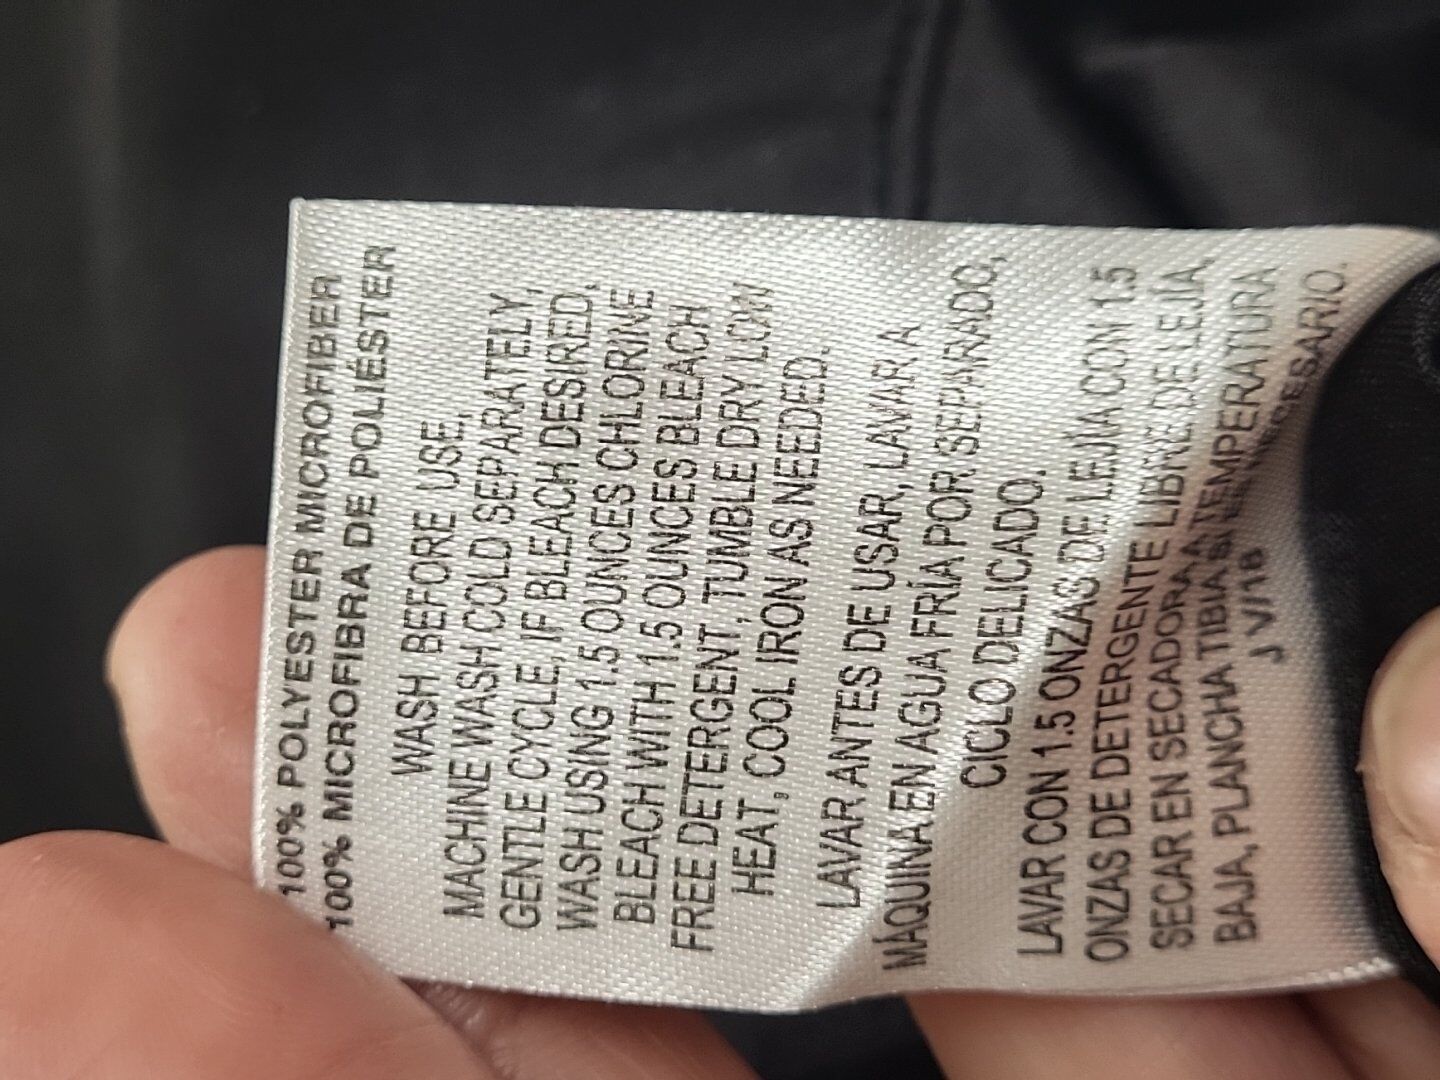 100% POLYESTER MICROFIBER
100% MICROFIBRA DE POLIÉSTER
WASH BEFORE USE,
MACHINE WASH COLD SEPARATELY,
GENTLE CYCLE, IF BLEACH DESIRED,
WASH USING 1.5 OUNCES CHLORINE
BLEACH WITH 1.5 OUNCES BLEACH
FREE DETERGENT, TUMBLE DRY LOW
HEAT, COOL IRON AS NEEDED.
LAVAR ANTES DE USAR, LAVAR A
MÁQUINA EN AGUA FRÍA POR SEPARADO,
CICLO DELICADO.
LAVAR CON 1.5 ONZAS DE LEJÍA CON 1.5
ONZAS DE DETERGENTE LIBRE DE LEJÍA,
SECAR EN SECADORA A TEMPERATURA
BAJA, PLANCHA TIBIA SI ES NECESARIO.
J V/18